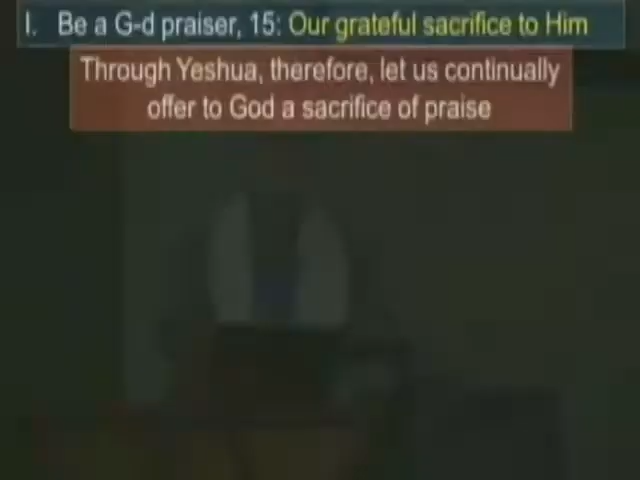 I. Be a G-d praiser, 15: Our grateful sacrifice to Him
Through Yeshua, therefore, let us continually
offer to God a sacrifice of praise